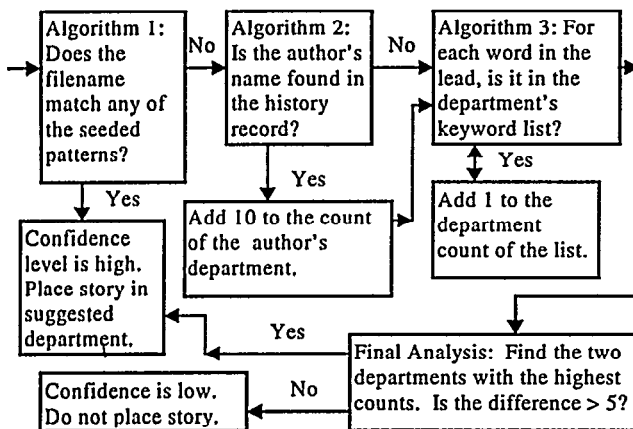 Algorithm 1:
Does the
filename
match any of
the seeded
patterns?
No
Algorithm 2:
Is the author's
name found in
the history
record?
No
Algorithm 3: For
each word in the
lead, is it in the
department's
keyword list?
Yes
Yes
Yes
Add 10 to the count
of the author's
department.
Add 1 to the
department
count of the list.
Confidence
level is high.
Place story in
suggested
department.
Yes
Final Analysis: Find the two
departments with the highest
counts. Is the difference > 5?
No
Confidence is low.
Do not place story.